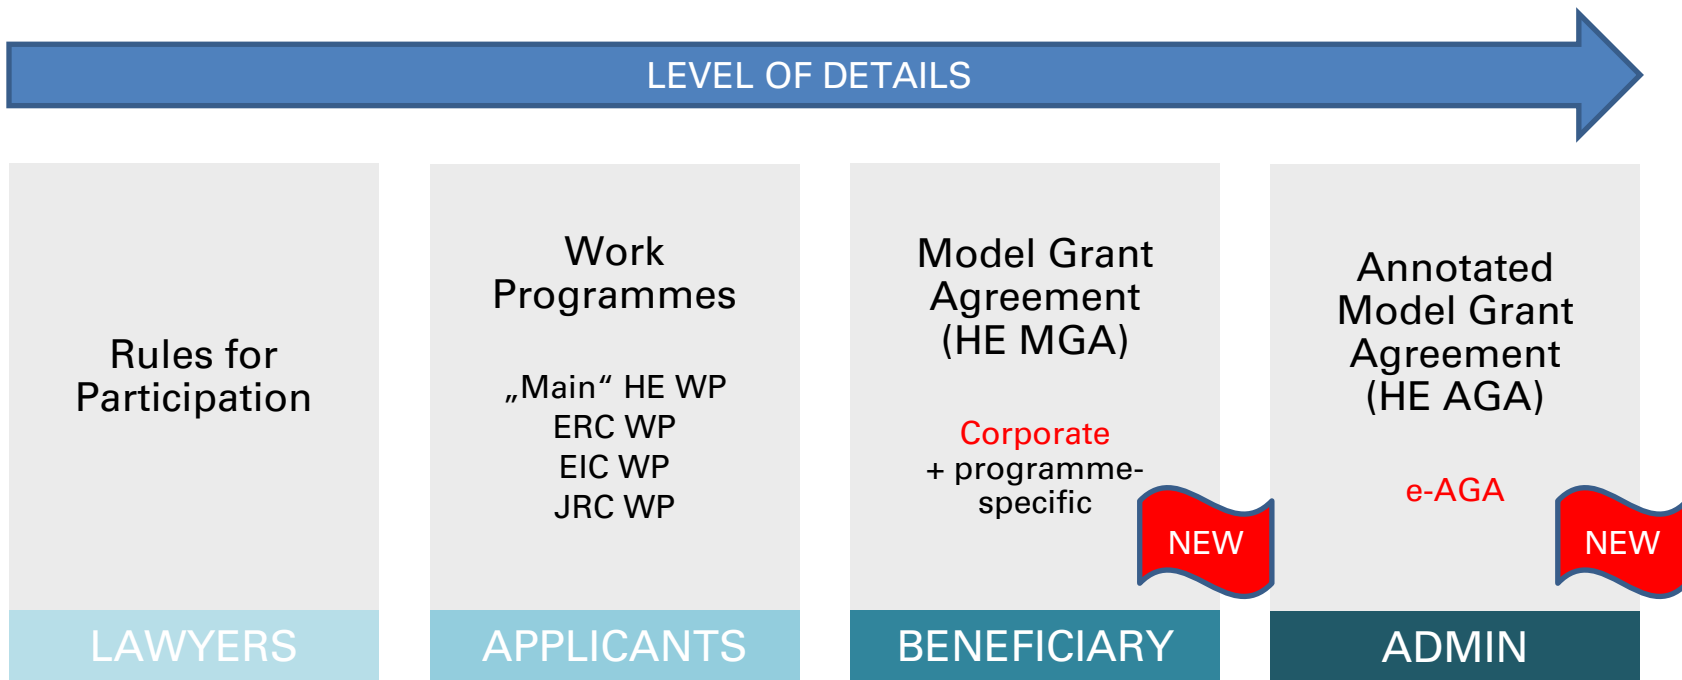 LEVEL OF DETAILS
Rules for
Participation
LAWYERS
Work
Programmes
„Main“ HE WP
ERC WP
EIC WP
JRC WP
APPLICANTS
Model Grant
Agreement
(HE MGA)
Corporate
+ programme-
specific
NEW
BENEFICIARY
Annotated
Model Grant
Agreement
(HE AGA)
e-AGA
NEW
ADMIN